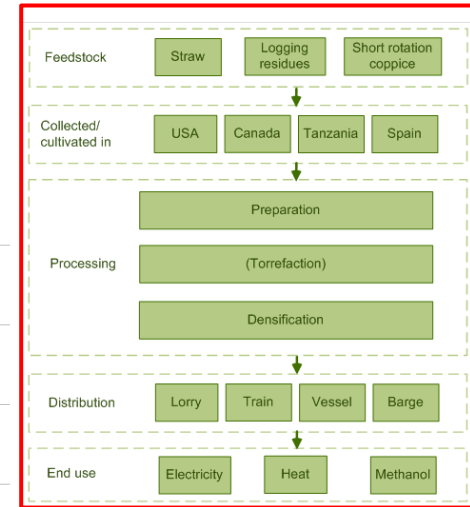 Feedstock
Straw
Logging
residues
Short rotation
coppice
Collected/
cultivated in
USA
Canada
Tanzania
Spain
Processing
Preparation
(Torrefaction)
Densification
Distribution
Lorry
Train
Vessel
Barge
End use
Electricity
Heat
Methanol